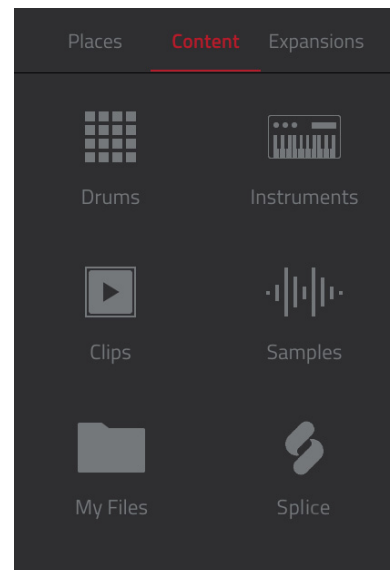 Places Content Expansions
Drums Instruments
Clips Samples
My Files Splice